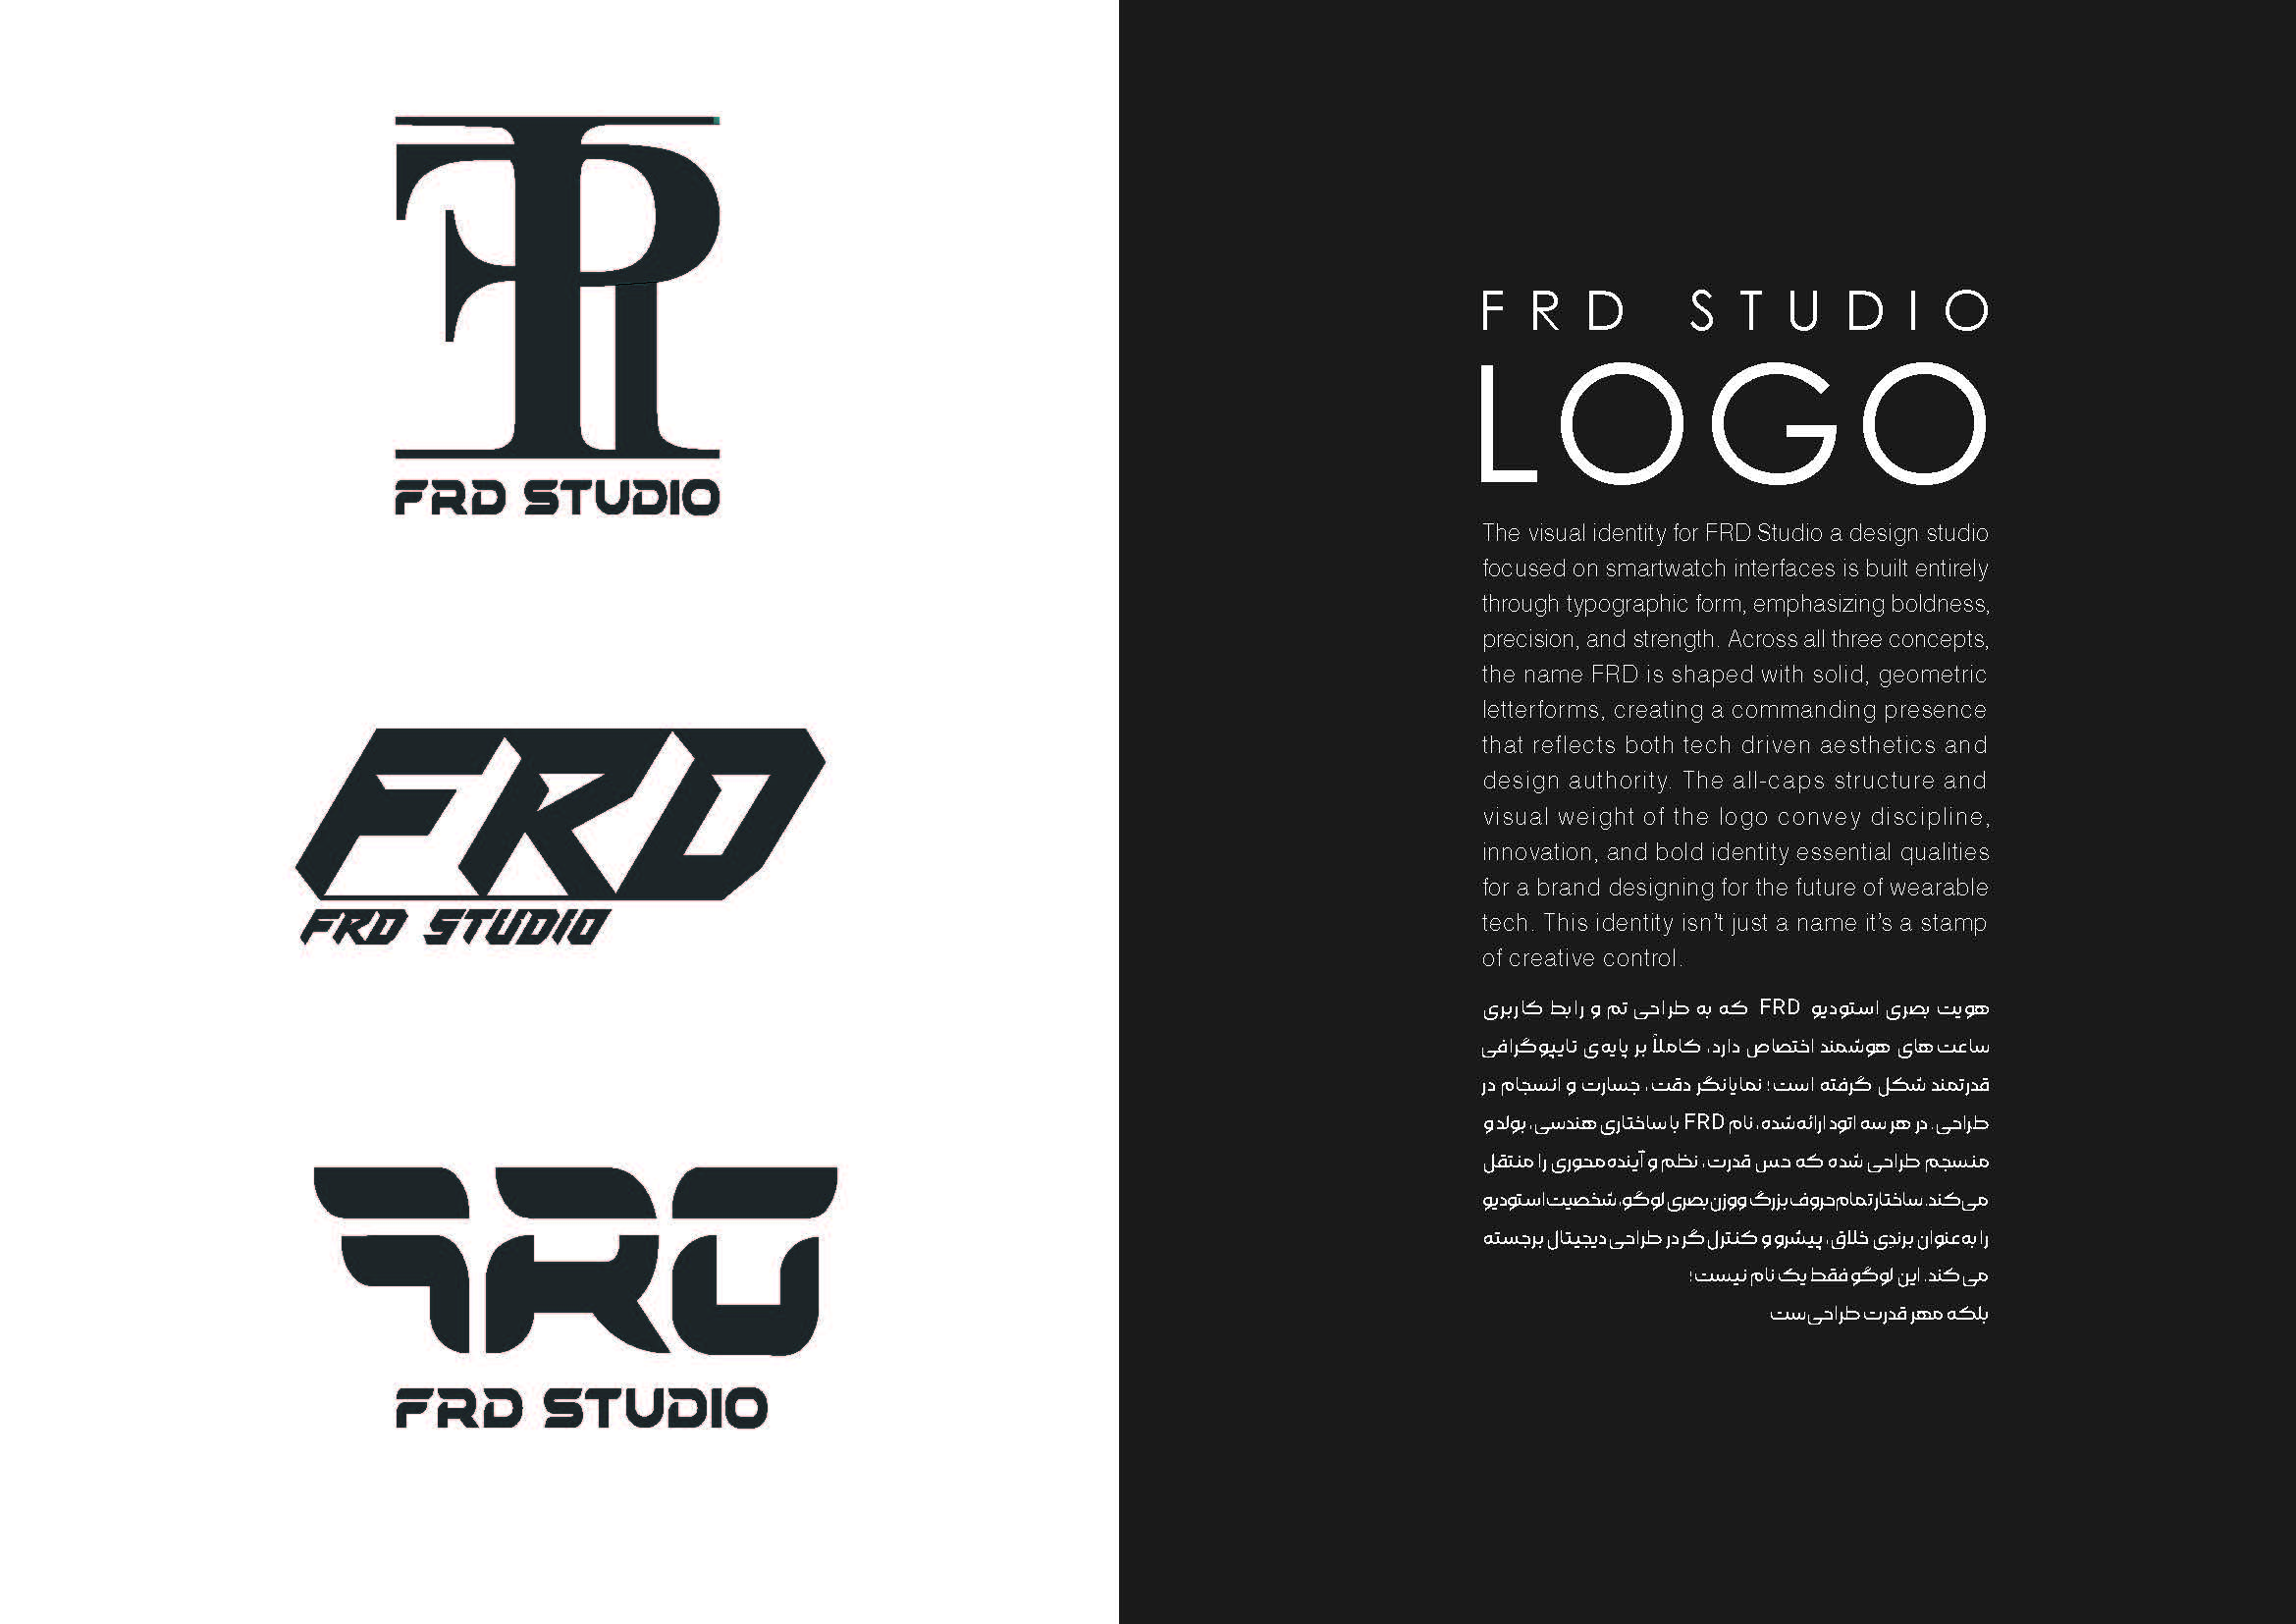 FRD STUDIO
FRD
FRD STUDIO
FRD
FRD STUDIO
FRD STUDIO
LOGO
The visual identity for FRD Studio a design studio
focused on smartwatch interfaces is built entirely
through typographic form, emphasizing boldness,
precision, and strength. Across all three concepts,
the name FRD is shaped with solid, geometric
letterforms, creating a commanding presence
that reflects both tech driven aesthetics and
design authority. The all-caps structure and
visual weight of the logo convey discipline,
innovation, and bold identity essential qualities
for a brand designing for the future of wearable
tech. This identity isn’t just a name it’s a stamp
of creative control.
هویت بصری استودیو FRD که به طراحی تم و رابط کاربری
ساعت های هوشمند اختصاص دارد، کاملاً بر پایه‌ی تایپوگرافی
قدرتمند شکل گرفته است؛ نمایانگر دقت، جسارت و انسجام در
طراحی. در هر سه اتود ارائه‌شده، نام FRD با ساختاری هندسی، بولد و
منسجم طراحی شده که حس قدرت، نظم و آینده‌محوری را منتقل
می‌کند. ساختار تمام‌حروف بزرگ و وزن بصری لوگو، شخصیت استودیو
را به‌عنوان برندی خلاق، پیشرو و کنترل‌گر در طراحی دیجیتال برجسته
می‌کند. این لوگو فقط یک نام نیست؛
بلکه مهر قدرت طراحی‌ست